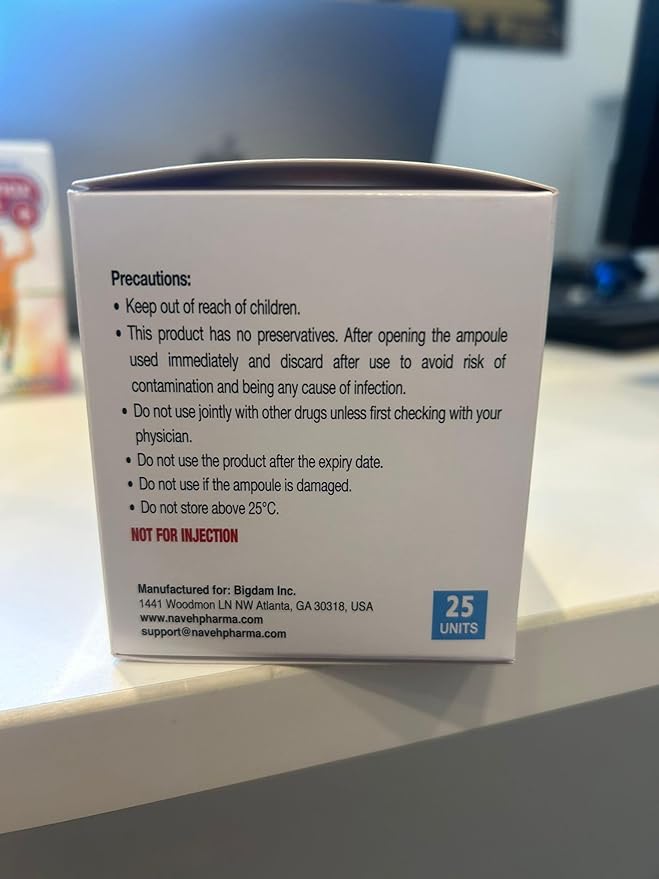 Precautions:
• Keep out of reach of children.
• This product has no preservatives. After opening the ampoule
used immediately and discard after use to avoid risk of
contamination and being any cause of infection.
• Do not use jointly with other drugs unless first checking with your
physician.
• Do not use the product after the expiry date.
• Do not use if the ampoule is damaged.
• Do not store above 25°C.
NOT FOR INJECTION
Manufactured for: Bigdam Inc.
1441 Woodmon LN NW Atlanta, GA 30318, USA
www.navehpharma.com
support@navehpharma.com
25
UNITS